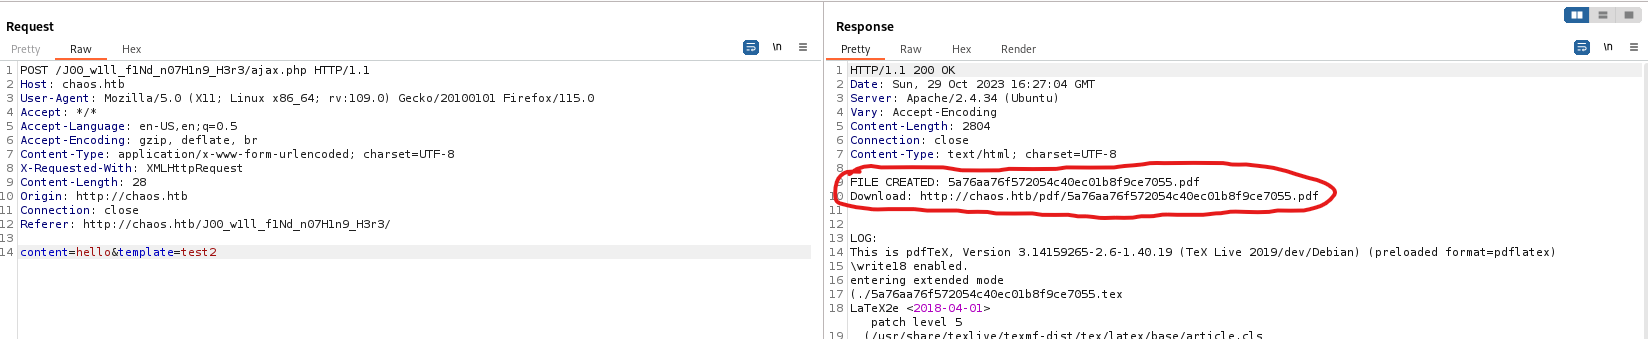 Request
Pretty Raw Hex
\n
1 POST /J00_w1ll_f1Nd_n07H1n9_H3r3/ajax.php HTTP/1.1
2 Host: chaos.htb
3 User-Agent: Mozilla/5.0 (X11; Linux x86_64; rv:109.0) Gecko/20100101 Firefox/115.0
4 Accept: */*
5 Accept-Language: en-US,en;q=0.5
6 Accept-Encoding: gzip, deflate, br
7 Content-Type: application/x-www-form-urlencoded; charset=UTF-8
8 X-Requested-With: XMLHttpRequest
9 Content-Length: 28
10 Origin: http://chaos.htb
11 Connection: close
12 Referer: http://chaos.htb/J00_w1ll_f1Nd_n07H1n9_H3r3/
13
14 content=hello&template=test2
Response
Pretty Raw Hex Render
\n
1 HTTP/1.1 200 OK
2 Date: Sun, 29 Oct 2023 16:27:04 GMT
3 Server: Apache/2.4.34 (Ubuntu)
4 Vary: Accept-Encoding
5 Content-Length: 2804
6 Connection: close
7 Content-Type: text/html; charset=UTF-8
8
9 FILE CREATED: 5a76aa76f572054c40ec01b8f9ce7055.pdf
10 Download: http://chaos.htb/pdf/5a76aa76f572054c40ec01b8f9ce7055.pdf
11
12
13 LOG:
14 This is pdfTeX, Version 3.14159265-2.6-1.40.19 (TeX Live 2019/dev/Debian) (preloaded format=pdflatex)
15 \write18 enabled.
16 entering extended mode
17 (./5a76aa76f572054c40ec01b8f9ce7055.tex
18 LaTeX2e <2018-04-01>
patch level 5
19 (/usr/share/texlive/texmf-dist/tex/latex/base/article.cls